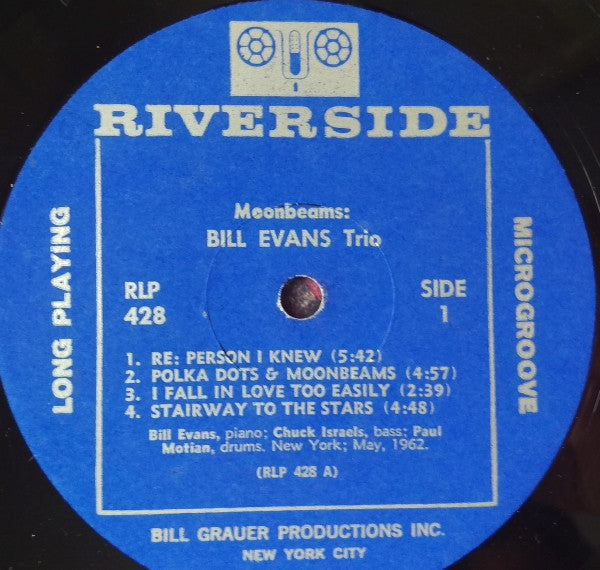 RIVERSIDE
Moonbeams:
BILL EVANS Trio
RLP
428
SIDE
1
LONG PLAYING
MICROGROOVE
1. RE: PERSON I KNEW (5:42)
2. POLKA DOTS & MOONBEAMS (4:57)
3. I FALL IN LOVE TOO EASILY (2:39)
4. STAIRWAY TO THE STARS (4:48)
Bill Evans, piano; Chuck Israels, bass; Paul
Motian, drums. New York; May, 1962.
(RLP 428 A)
BILL GRAUER PRODUCTIONS INC.
NEW YORK CITY